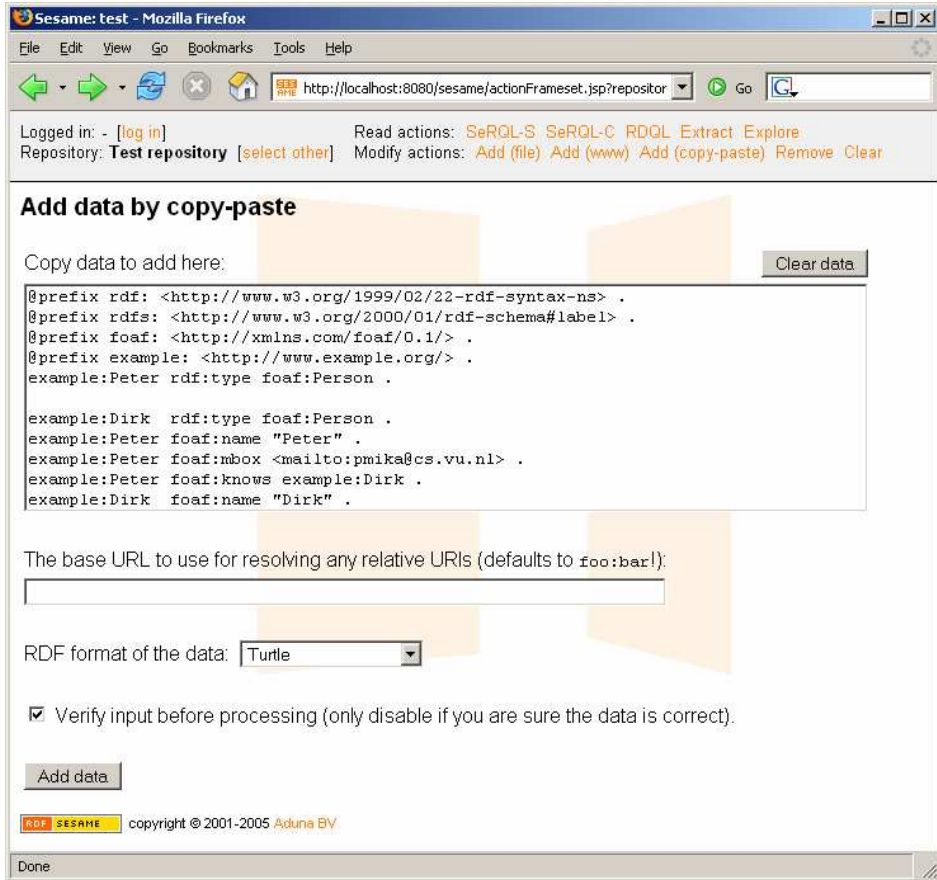 Sesame: test - Mozilla Firefox
File Edit View Go Bookmarks Tools Help
SES AME http://localhost:8080/sesame/actionFrameset.jsp?repositor Go G
Logged in: - [log in] Read actions: SeRQL-S SeRQL-C RDQL Extract Explore
Repository: Test repository [select other] Modify actions: Add (file) Add (www) Add (copy-paste) Remove Clear
Add data by copy-paste
Copy data to add here: Clear data
@prefix rdf: <http://www.w3.org/1999/02/22-rdf-syntax-ns> .
@prefix rdfs: <http://www.w3.org/2000/01/rdf-schema#label> .
@prefix foaf: <http://xmlns.com/foaf/0.1/> .
@prefix example: <http://www.example.org/> .
example:Peter rdf:type foaf:Person .
example:Dirk rdf:type foaf:Person .
example:Peter foaf:name "Peter" .
example:Peter foaf:mbox <mailto:pmika@cs.vu.nl> .
example:Peter foaf:knows example:Dirk .
example:Dirk foaf:name "Dirk" .
The base URL to use for resolving any relative URIs (defaults to foo:bar!):
RDF format of the data: Turtle
Verify input before processing (only disable if you are sure the data is correct).
Add data
RDF SESAME copyright © 2001-2005 Aduna BV
Done